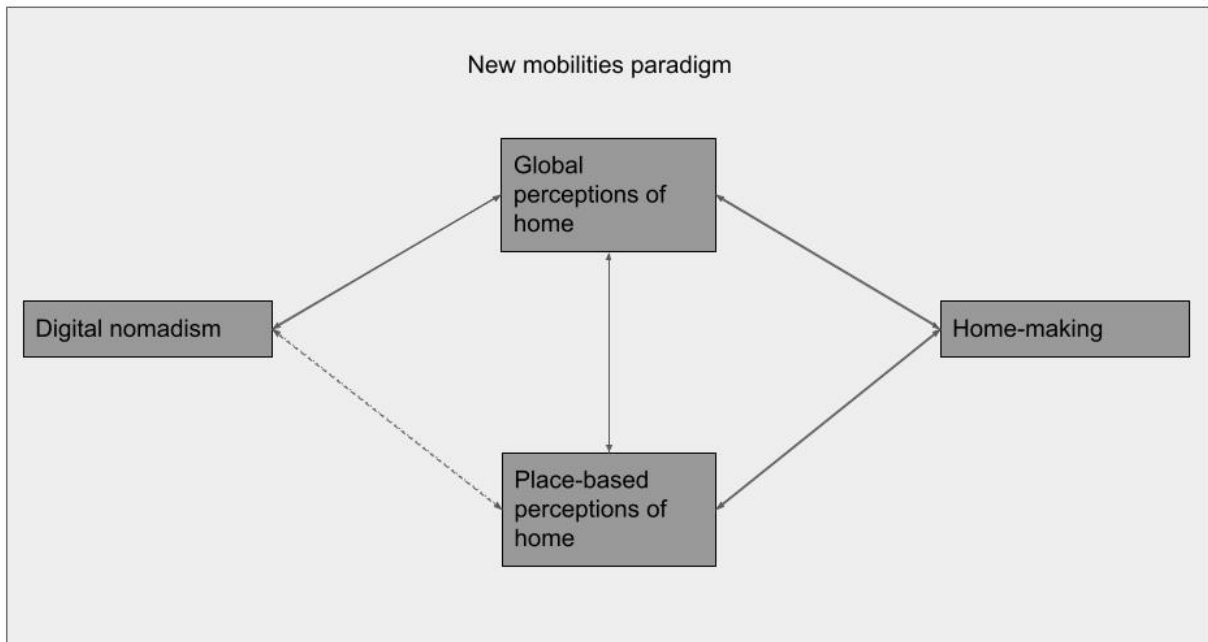 New mobilities paradigm
Global
perceptions of
home
Digital nomadism
Home-making
Place-based
perceptions of
home